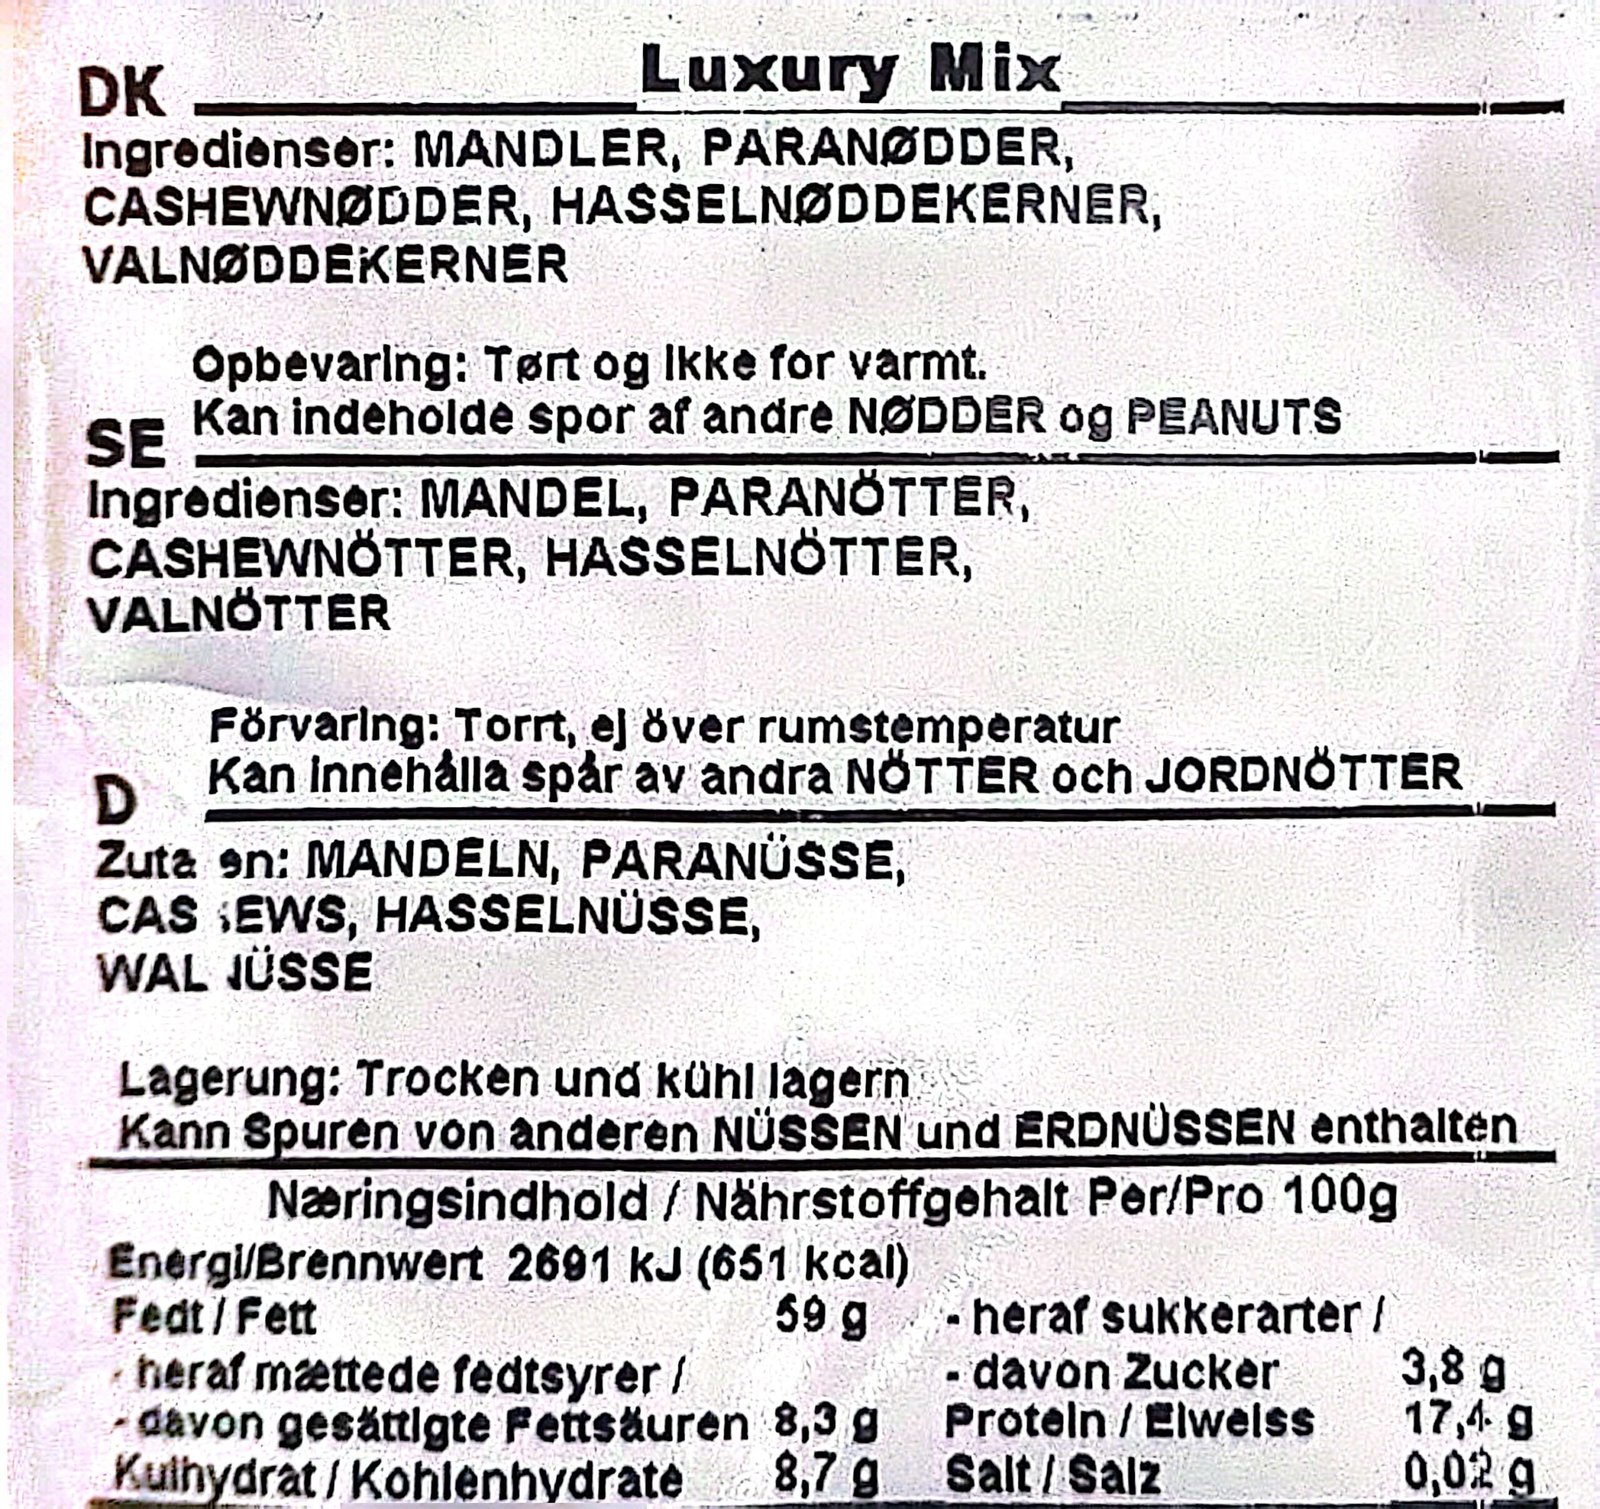 Luxury Mix
DK
Ingredienser: MANDLER, PARANØDDER,
CASHEWNØDDER, HASSELNØDDEKERNER,
VALNØDDEKERNER
Opbevaring: Tørt og ikke for varmt.
Kan indeholde spor af andre NØDDER og PEANUTS
SE
Ingredienser: MANDEL, PARANÖTTER,
CASHEWNÖTTER, HASSELNÖTTER,
VALNÖTTER
Förvaring: Torrt, ej över rumstemperatur
Kan innehålla spår av andra NÖTTER och JORDNÖTTER
D
Zutaten: MANDELN, PARANÜSSE,
CASHEWS, HASSELNÜSSE,
WALNÜSSE
Lagerung: Trocken und kühl lagern
Kann Spuren von anderen NÜSSEN und ERDNÜSSEN enthalten
Næringsindhold / Nährstoffgehalt Per/Pro 100g
Energi/Brennwert 2691 kJ (651 kcal)
Fedt / Fett 59 g
- heraf mættede fedtsyrer /
- davon gesättigte Fettsäuren 8,3 g
Kulhydrat / Kohlenhydrate 8,7 g
- heraf sukkerarter /
- davon Zucker 3,8 g
Protein / Eiweiss 17,4 g
Salt / Salz 0,02 g